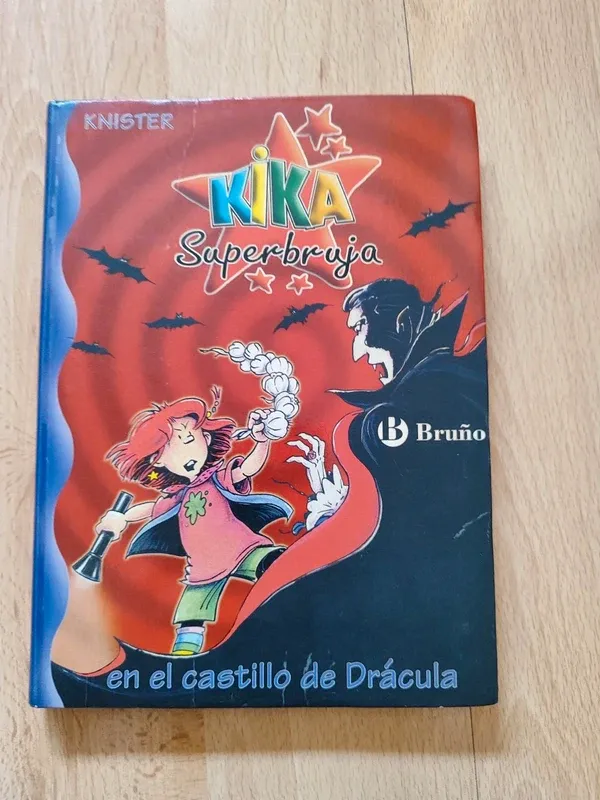 KNISTER
KiKA
Superbruja
B Bruño
en el castillo de Drácula